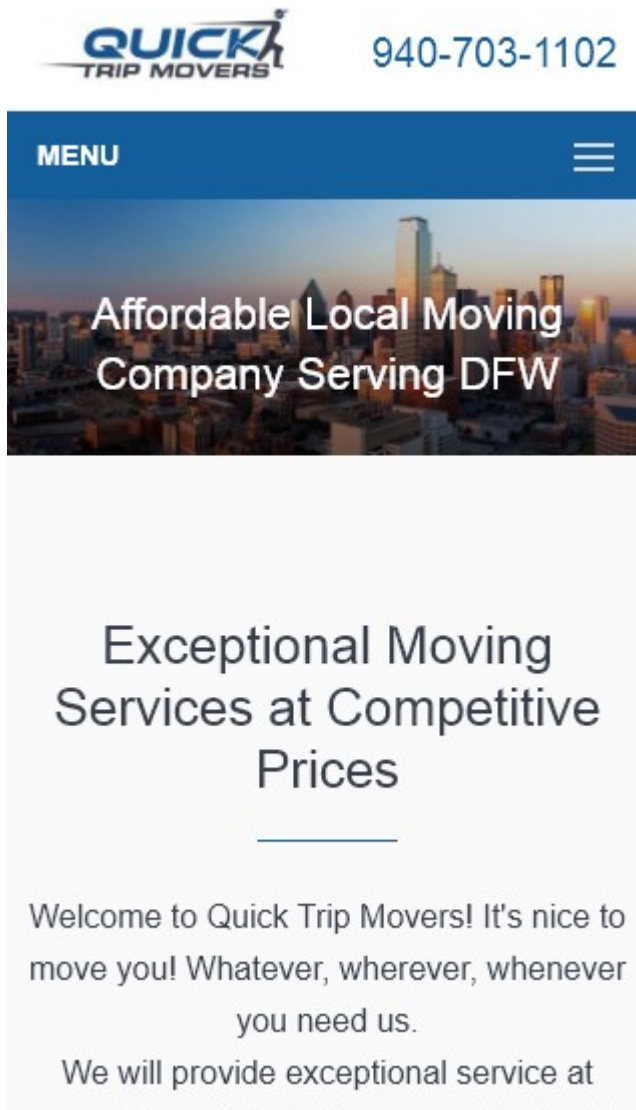 QUICK
TRIP MOVERS
940-703-1102
MENU
Affordable Local Moving
Company Serving DFW
Exceptional Moving
Services at Competitive
Prices
Welcome to Quick Trip Movers! It's nice to
move you! Whatever, wherever, whenever
you need us.
We will provide exceptional service at